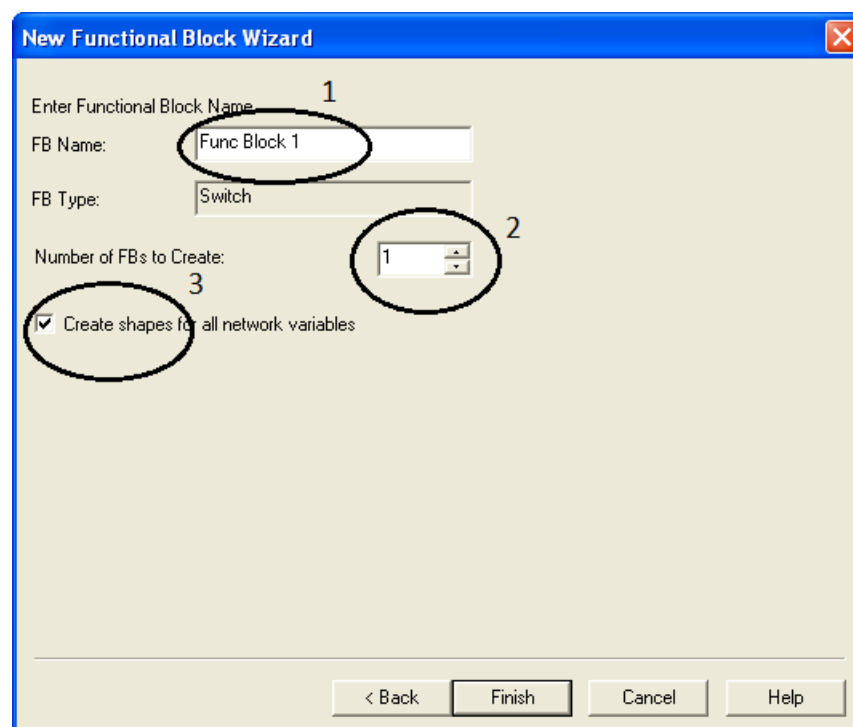 New Functional Block Wizard
1
Enter Functional Block Name
FB Name: Func Block 1
FB Type: Switch
2
Number of FBs to Create: 1
3
Create shapes for all network variables
< Back Finish Cancel Help